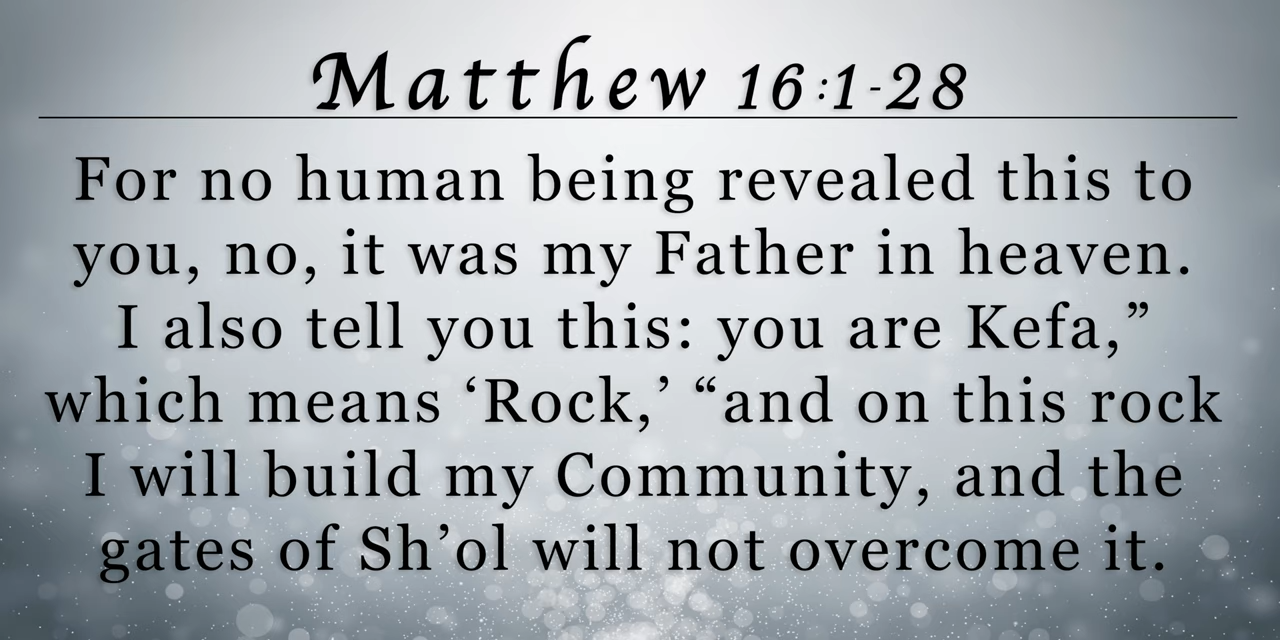 Matthew 16:1-28
For no human being revealed this to
you, no, it was my Father in heaven.
I also tell you this: you are Kefa,”
which means ‘Rock,’ “and on this rock
I will build my Community, and the
gates of Sh’ol will not overcome it.